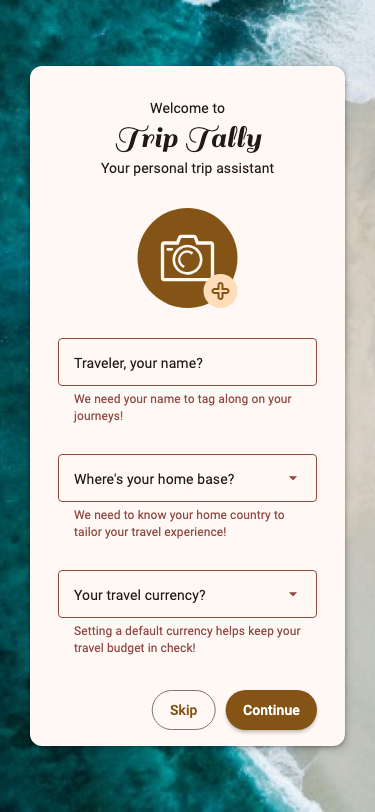 Welcome to
Trip Tally
Your personal trip assistant
Traveler, your name?
We need your name to tag along on your
journeys!
Where's your home base?
We need to know your home country to
tailor your travel experience!
Your travel currency?
Setting a default currency helps keep your
travel budget in check!
Skip
Continue